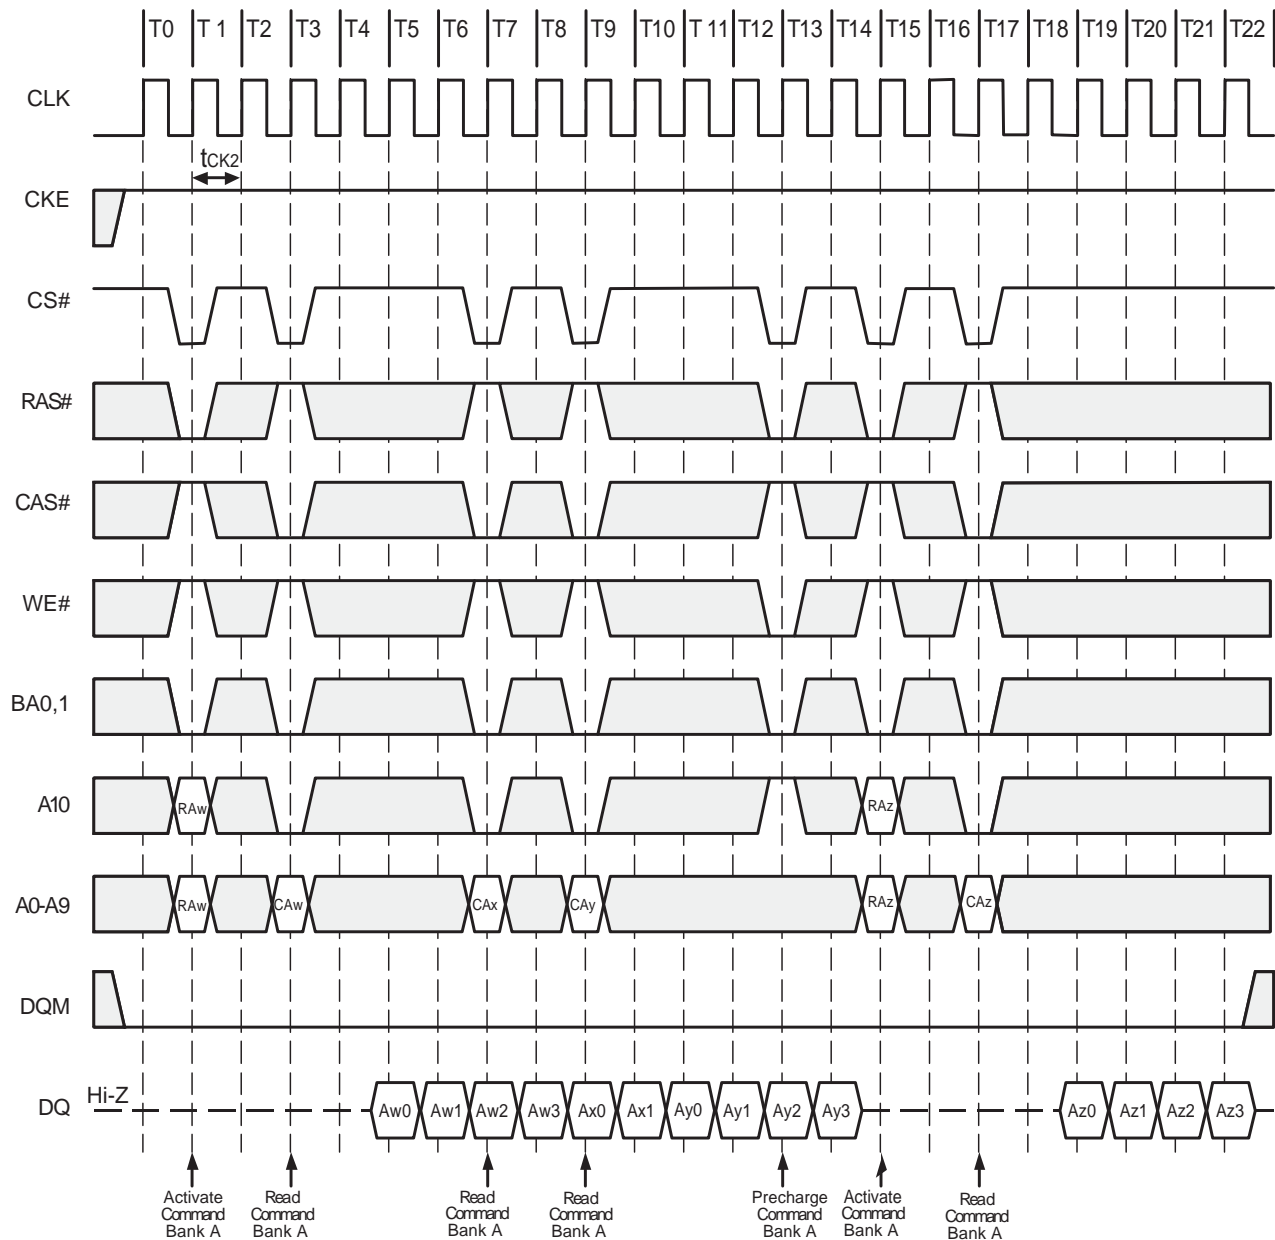 T0 T 1 T2 T3 T4 T5 T6 T7 T8 T9 T10 T 11 T12 T13 T14 T15 T16 T17 T18 T19 T20 T21 T22
CLK
tCK2
CKE
CS#
RAS#
CAS#
WE#
BA0,1
A10 RAw RAz
A0-A9 RAw CAw CAx CAy RAz CAz
DQM
DQ Hi-Z Aw0 Aw1 Aw2 Aw3 Ax0 Ax1 Ay0 Ay1 Ay2 Ay3 Az0 Az1 Az2 Az3
Activate
Command
Bank A
Read
Command
Bank A
Read
Command
Bank A
Read
Command
Bank A
Precharge
Command
Bank A
Activate
Command
Bank A
Read
Command
Bank A